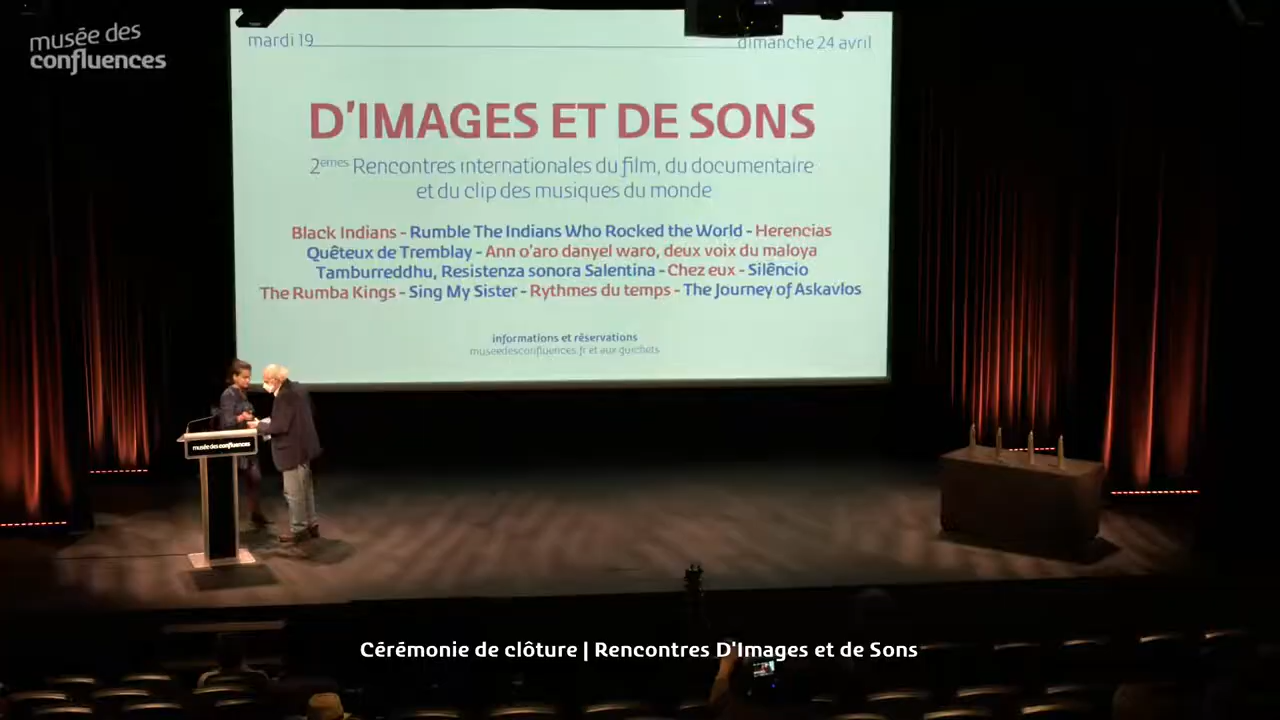 musée des
confluences
mardi 19
dimanche 24 avril
D'IMAGES ET DE SONS
2emes Rencontres internationales du film, du documentaire
et du clip des musiques du monde
Black Indians - Rumble The Indians Who Rocked the World - Herencias
Quêteux de Tremblay - Ann o'aro danyel waro, deux voix du maloya
Tamburreddhu, Resistenza sonora Salentina - Chez eux - Silêncio
The Rumba Kings - Sing My Sister - Rythmes du temps - The Journey of Askavlos
informations et réservations
museedesconfluences.fr et aux guichets
musée des confluences
Cérémonie de clôture | Rencontres D'Images et de Sons